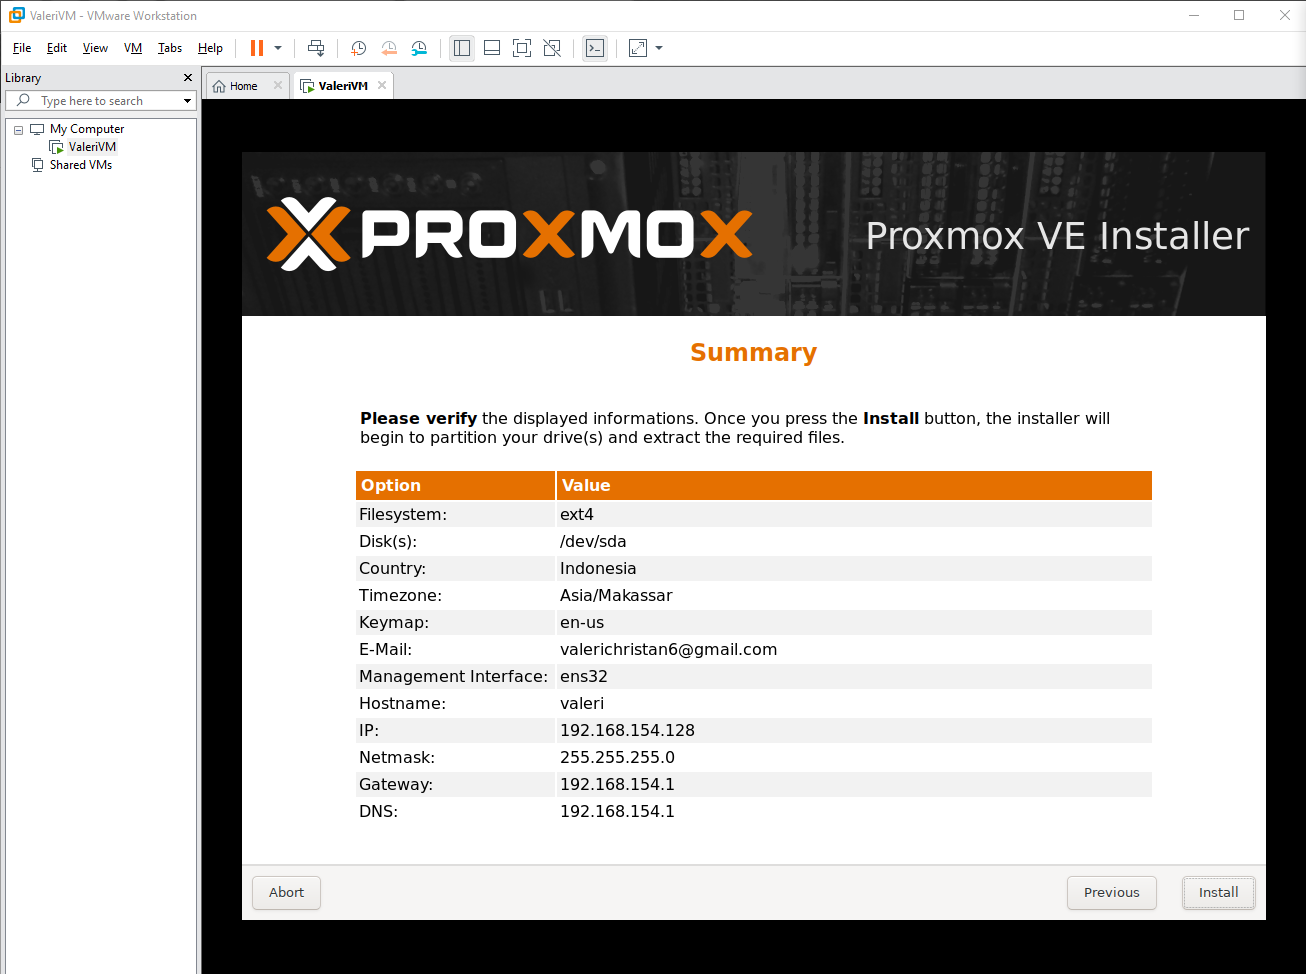 ValeriVM - VMware Workstation
File Edit View VM Tabs Help
Library
Type here to search
My Computer
ValeriVM
Shared VMs
Home
ValeriVM
PROXMOX
Proxmox VE Installer
LL
Summary
Please verify the displayed informations. Once you press the Install button, the installer will
begin to partition your drive(s) and extract the required files.
Option Value
Filesystem: ext4
Disk(s): /dev/sda
Country: Indonesia
Timezone: Asia/Makassar
Keymap: en-us
E-Mail: valerichristan6@gmail.com
Management Interface: ens32
Hostname: valeri
IP: 192.168.154.128
Netmask: 255.255.255.0
Gateway: 192.168.154.1
DNS: 192.168.154.1
Abort Previous Install